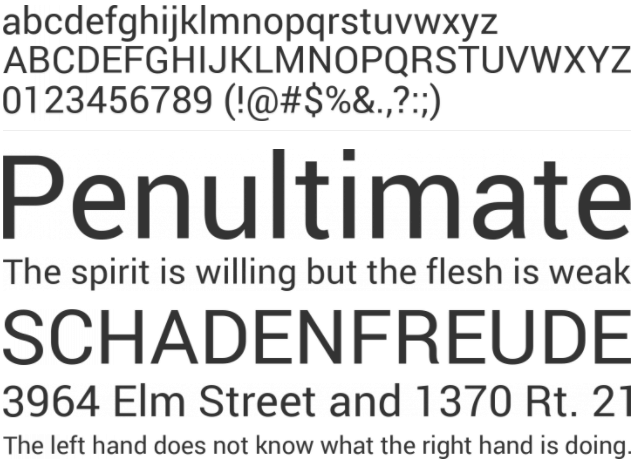 abcdefghijklmnopqrstuvwxyz
ABCDEFGHIJKLMNOPQRSTUVWXYZ
0123456789 (!@#$%&.,?:;)
Penultimate
The spirit is willing but the flesh is weak
SCHADENFREUDE
3964 Elm Street and 1370 Rt. 21
The left hand does not know what the right hand is doing.